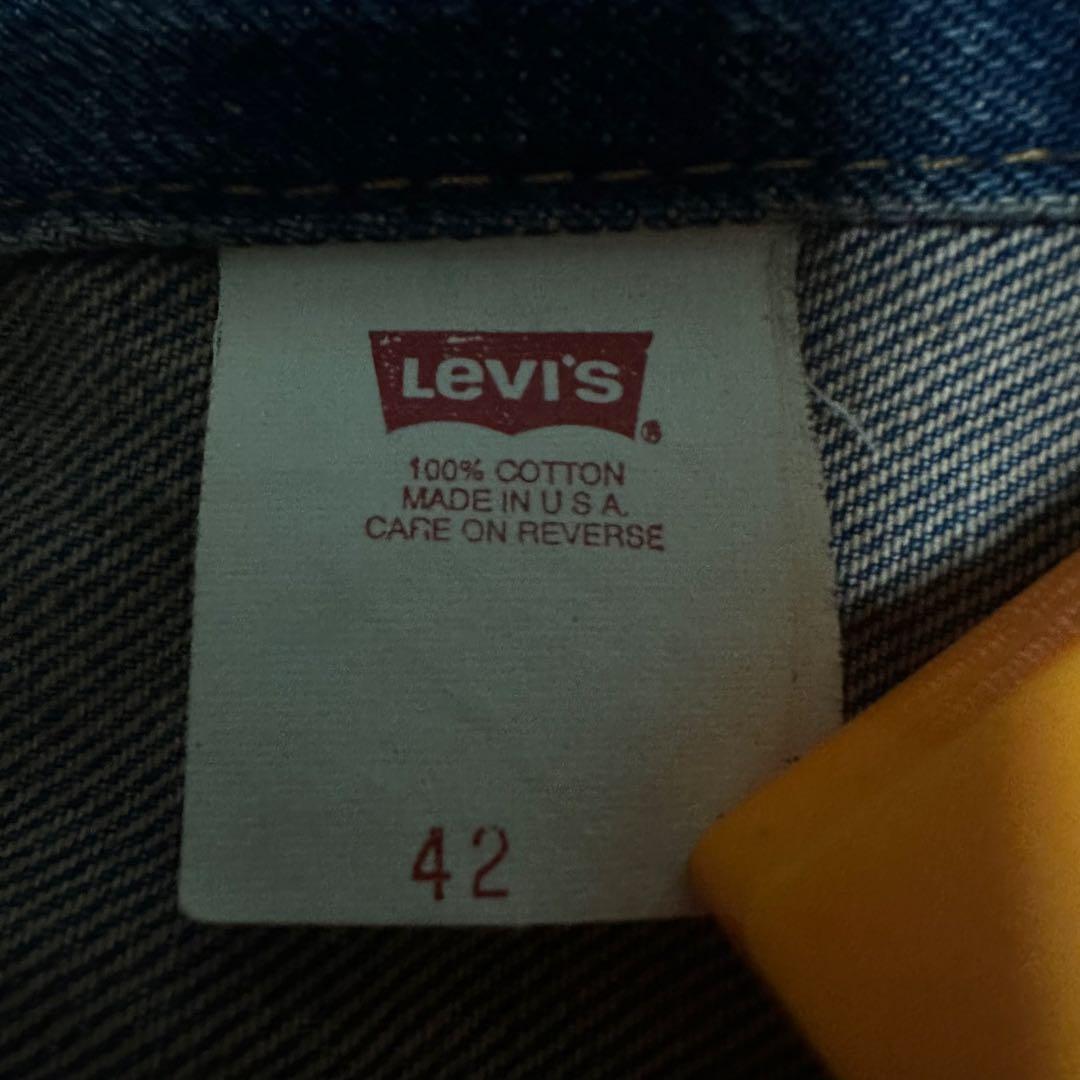 Levi's®
100% COTTON
MADE IN U S A.
CARE ON REVERSE
42